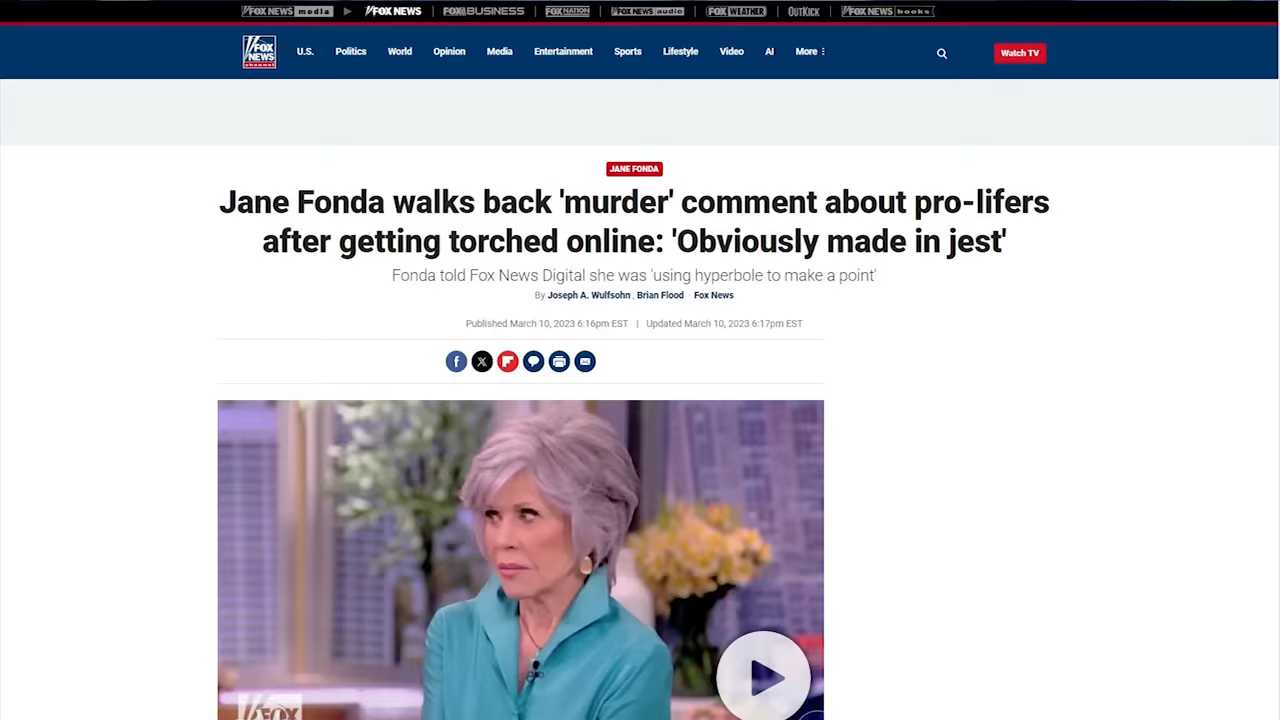 FOX NEWS media FOX NEWS FOX BUSINESS FOX NATION FOX NEWS audio FOX WEATHER OUTKICK FOX NEWS books
FOX NEWS channel U.S. Politics World Opinion Media Entertainment Sports Lifestyle Video AI More Watch TV
JANE FONDA
Jane Fonda walks back 'murder' comment about pro-lifers
after getting torched online: 'Obviously made in jest'
Fonda told Fox News Digital she was 'using hyperbole to make a point'
By Joseph A. Wulfsohn , Brian Flood · Fox News
Published March 10, 2023 6:16pm EST | Updated March 10, 2023 6:17pm EST
FOX